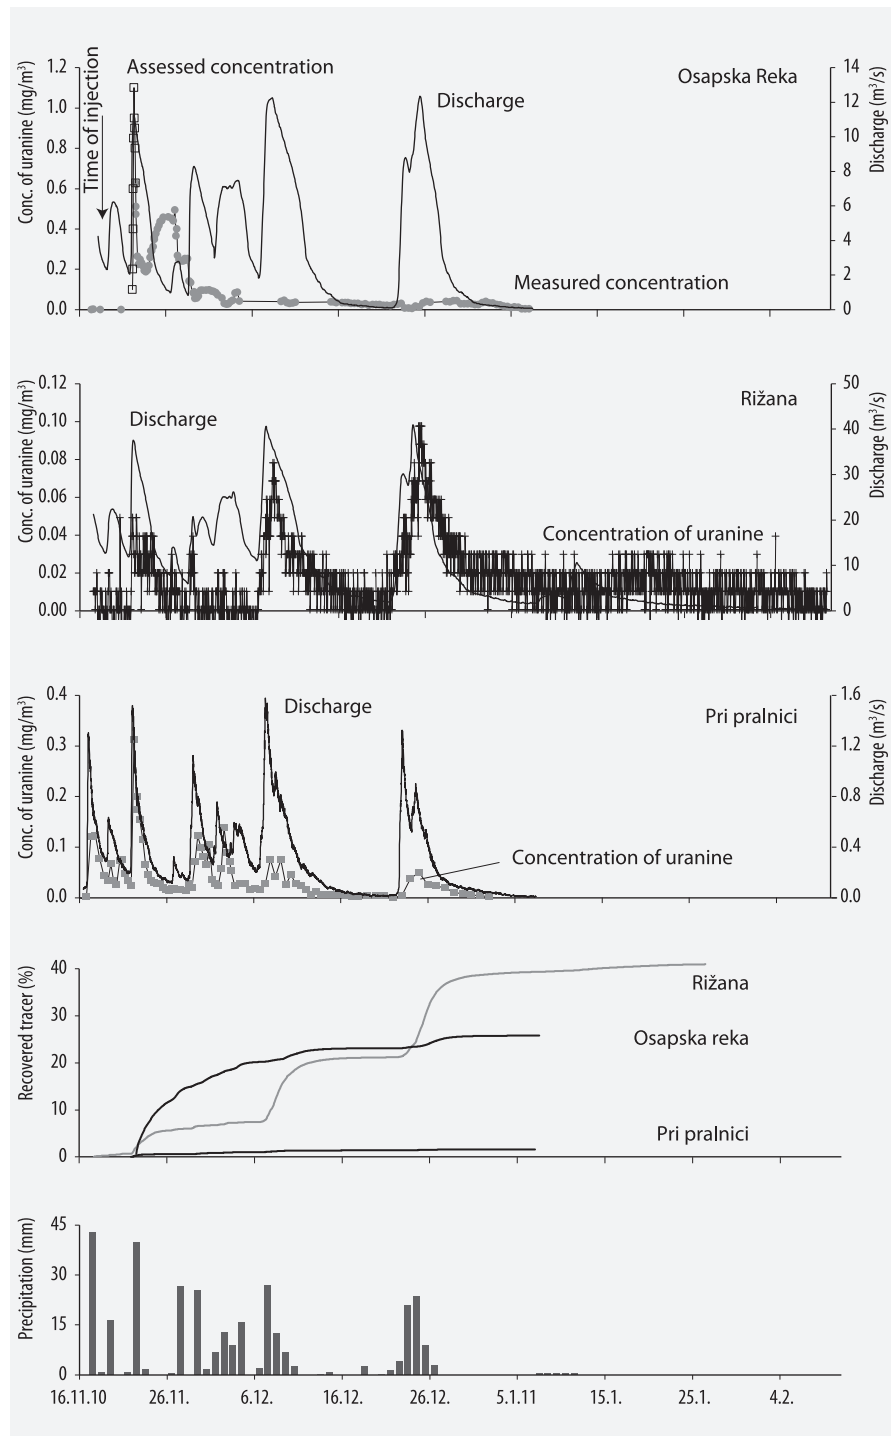 Conc. of uranine (mg/m³)
1.2
1.0
0.8
0.6
0.4
0.2
0.0
Time of injection
Assessed concentration
Discharge
Measured concentration
Osapska Reka
14
12
10
8
6
4
2
0
Discharge (m³/s)
Conc. of uranine (mg/m³)
0.12
0.10
0.08
0.06
0.04
0.02
0.00
Discharge
Concentration of uranine
Rižana
50
40
30
20
10
0
Discharge (m³/s)
Conc. of uranine (mg/m³)
0.4
0.3
0.2
0.1
0.0
Discharge
Concentration of uranine
Pri pralnici
1.6
1.2
0.8
0.4
0.0
Discharge (m³/s)
Recovered tracer (%)
40
30
20
10
0
Rižana
Osapska reka
Pri pralnici
Precipitation (mm)
45
30
15
0
16.11.10 26.11. 6.12. 16.12. 26.12. 5.1.11 15.1. 25.1. 4.2.